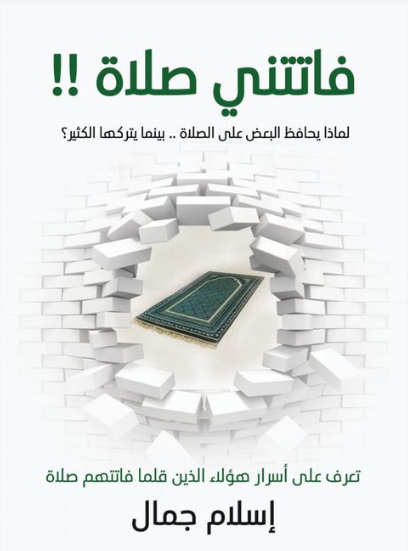 فاتتني صلاة !!
لماذا يحافظ البعض على الصلاة .. بينما يتركها الكثير؟
تعرف على أسرار هؤلاء الذين قلما فاتتهم صلاة
إسلام جمال